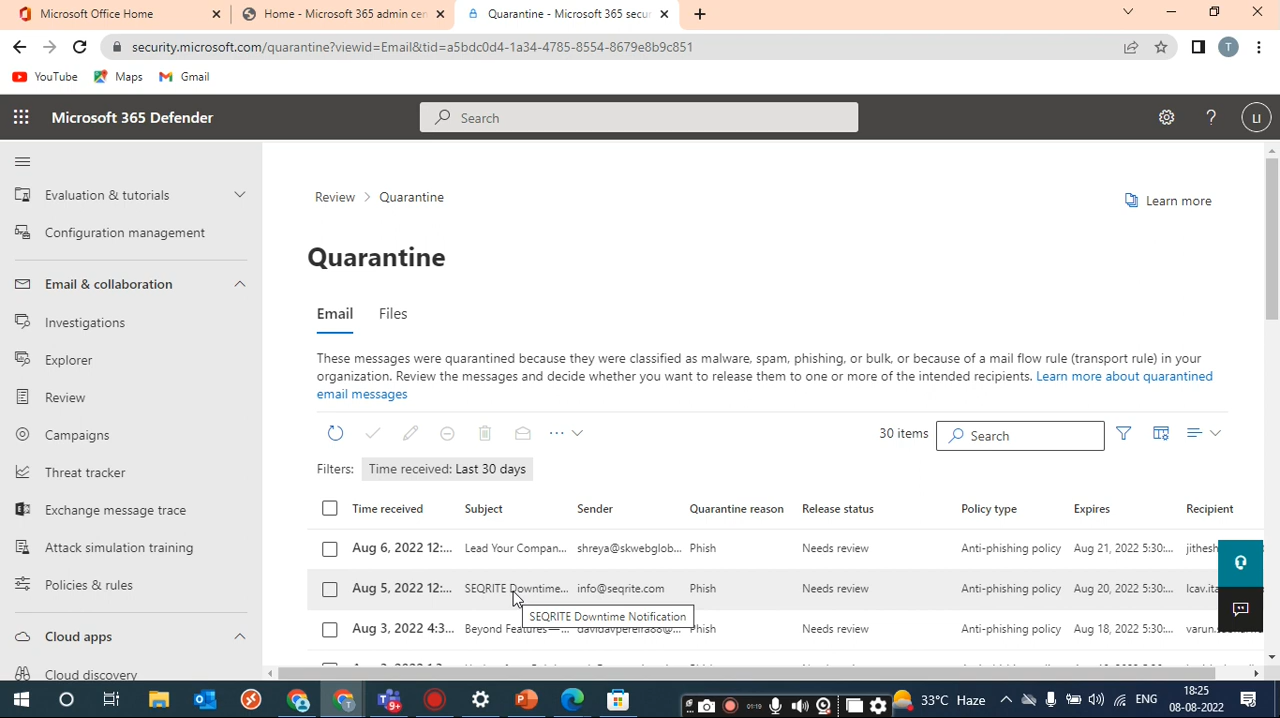 Microsoft Office Home
Home - Microsoft 365 admin cen
Quarantine - Microsoft 365 secu
security.microsoft.com/quarantine?viewid=Email&tid=a5bdc0d4-1a34-4785-8554-8679e8b9c851
T
YouTube
Maps
Gmail
Microsoft 365 Defender
Search
?
LI
Evaluation & tutorials
Configuration management
Email & collaboration
Investigations
Explorer
Review
Campaigns
Threat tracker
Exchange message trace
Attack simulation training
Policies & rules
Cloud apps
Cloud discovery
Review > Quarantine
Learn more
Quarantine
Email Files
These messages were quarantined because they were classified as malware, spam, phishing, or bulk, or because of a mail flow rule (transport rule) in your
organization. Review the messages and decide whether you want to release them to one or more of the intended recipients. Learn more about quarantined
email messages
30 items
Search
Filters: Time received: Last 30 days
Time received Subject Sender Quarantine reason Release status Policy type Expires Recipient
Aug 6, 2022 12:... Lead Your Compan... shreya@skwebglob... Phish Needs review Anti-phishing policy Aug 21, 2022 5:30:... jithesh
Aug 5, 2022 12:... SEQRITE Downtime... info@seqrite.com Phish Needs review Anti-phishing policy Aug 20, 2022 5:30:... lcav.ita
SEQRITE Downtime Notification
Aug 3, 2022 4:3... Beyond Features—... Phish Needs review Anti-phishing policy Aug 18, 2022 5:30:...
9+
01:19
33°C Haze
ENG
18:25
08-08-2022